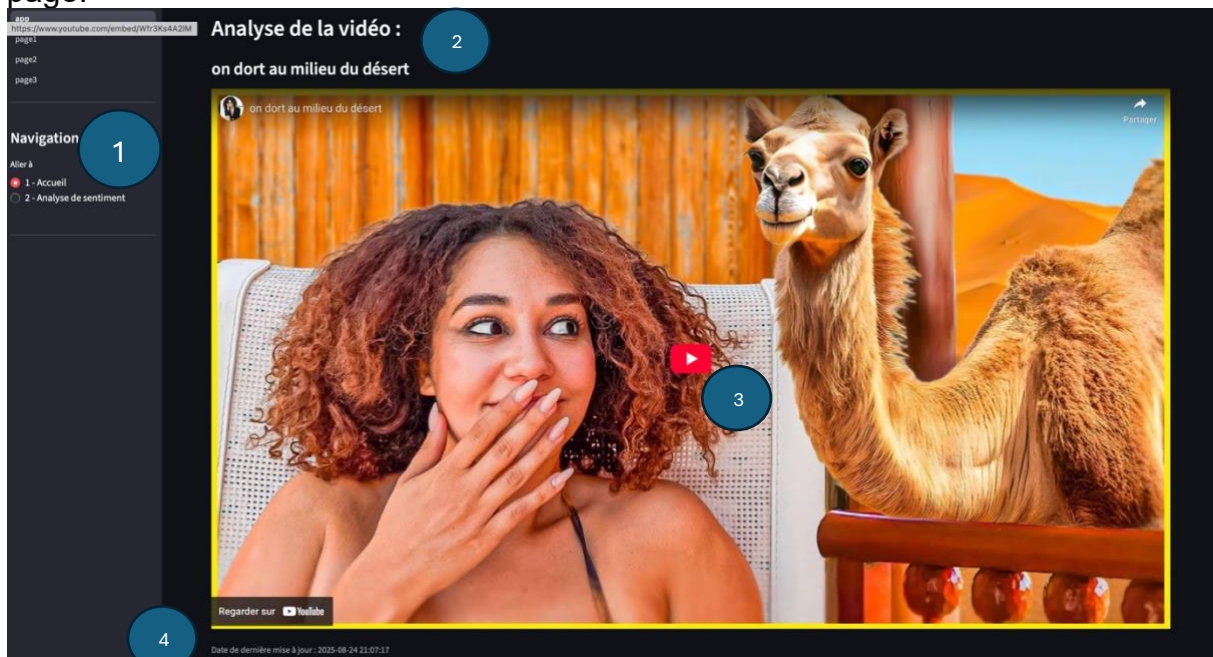 page.
app
https://www.youtube.com/embed/Wfr3Ks4A2lM
page1
page2
page3
Navigation
1
Aller à
1 - Accueil
2 - Analyse de sentiment
Analyse de la vidéo :
2
on dort au milieu du désert
on dort au milieu du désert
Partager
3
Regarder sur YouTube
4
Date de dernière mise à jour : 2025-08-24 21:07:17